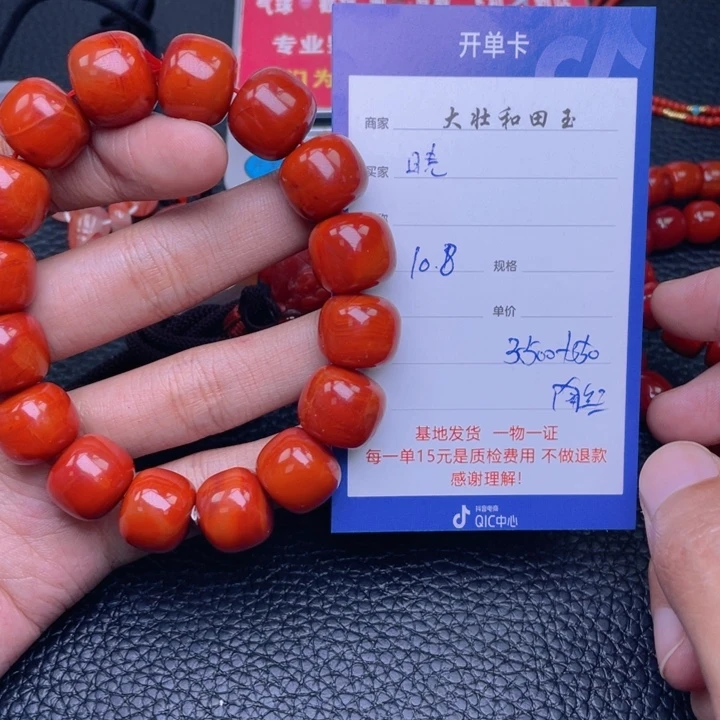 专业
开单卡
商家 大壮和田玉
买家 晓
10.8 规格
单价
3500-1550
基地发货 一物一证
每一单15元是质检费用 不做退款
感谢理解!
抖音电商
QIC中心